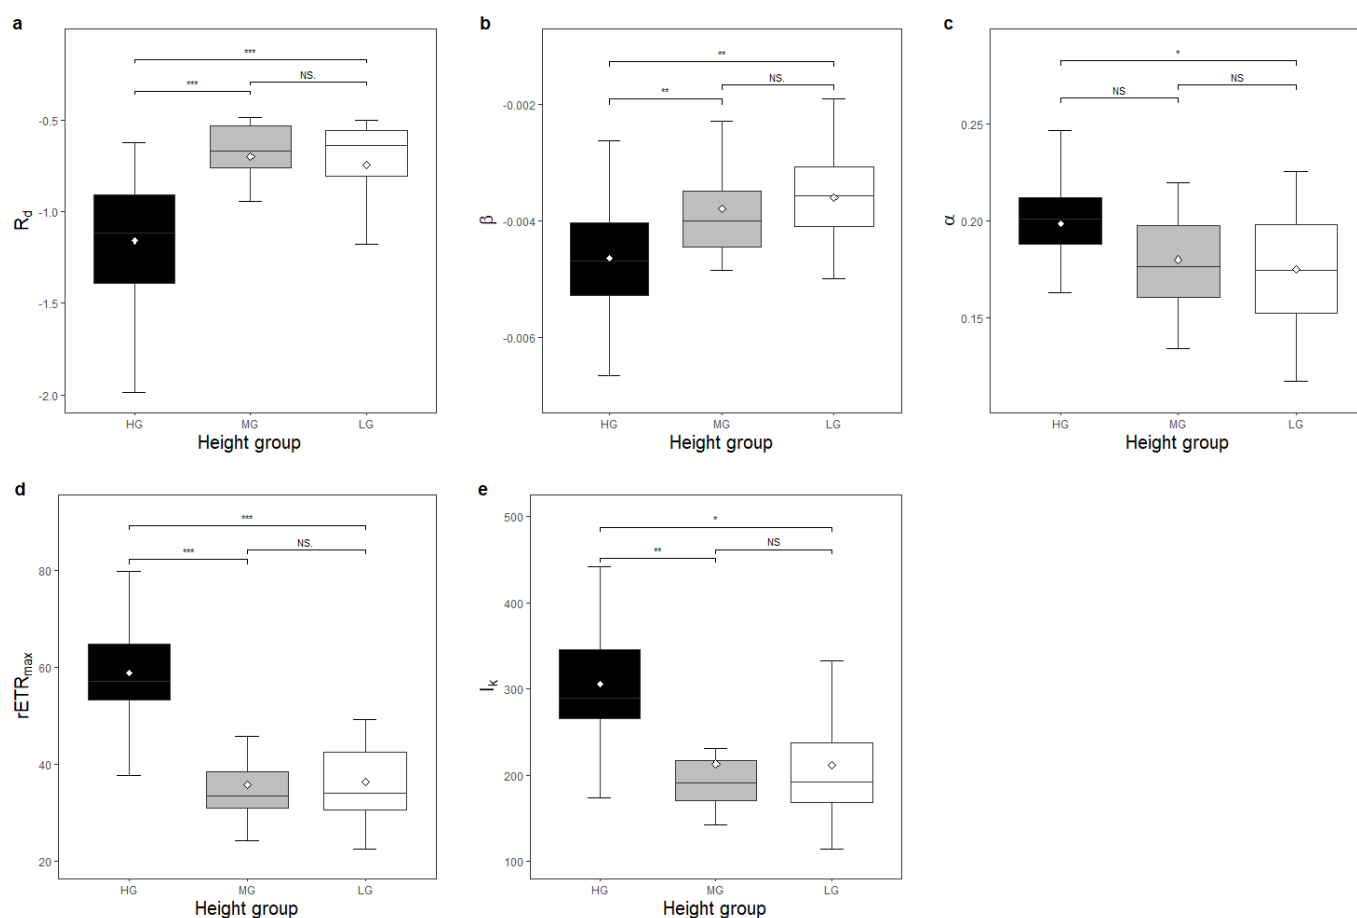 a
***
***
NS.
-0.5
-1.0
-1.5
-2.0
Rd
HG MG LG
Height group
b
**
**
NS.
-0.002
-0.004
-0.006
β
HG MG LG
Height group
c
*
NS
NS
0.25
0.20
0.15
α
HG MG LG
Height group
d
***
***
NS.
80
60
40
20
rETRmax
HG MG LG
Height group
e
*
**
NS
500
400
300
200
100
Ik
HG MG LG
Height group